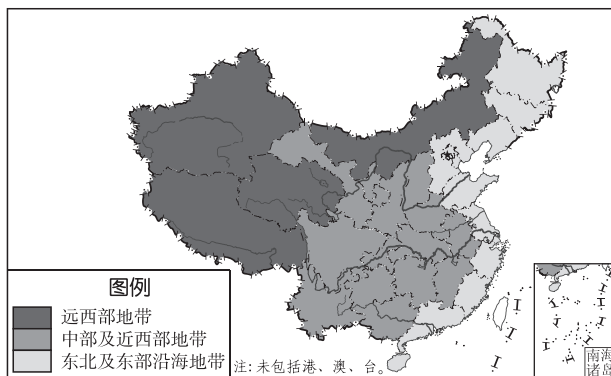 图例
远西部地带
中部及近西部地带
东北及东部沿海地带
注:未包括港、澳、台。
南海
诸岛